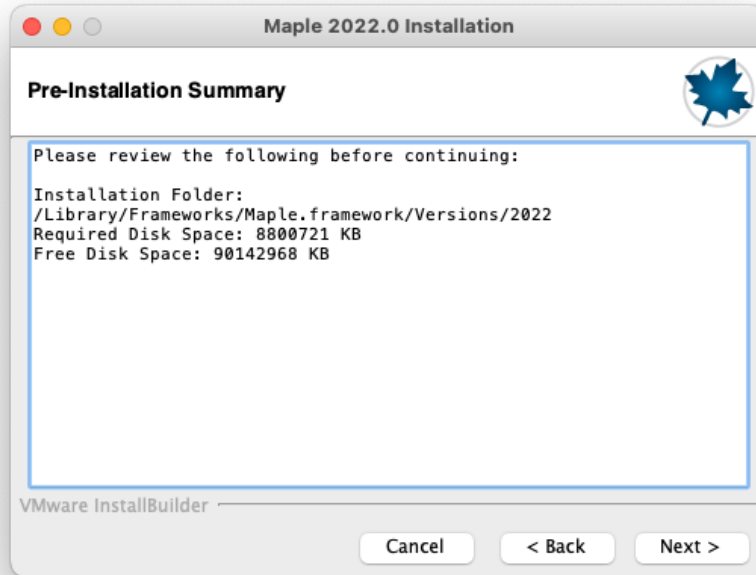 Maple 2022.0 Installation
Pre-Installation Summary
Please review the following before continuing:
Installation Folder:
/Library/Frameworks/Maple.framework/Versions/2022
Required Disk Space: 8800721 KB
Free Disk Space: 90142968 KB
VMware InstallBuilder
Cancel
< Back
Next >